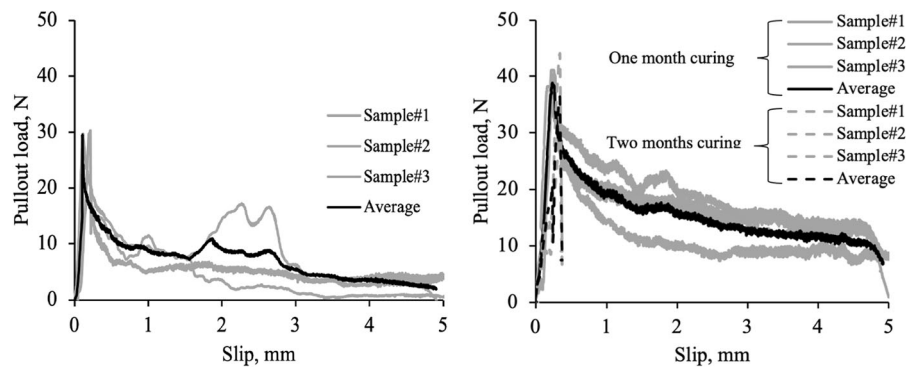 50
40
30
20
10
0
Pullout load, N
0 1 2 3 4 5
Slip, mm
Sample#1
Sample#2
Sample#3
Average
50
40
30
20
10
0
Pullout load, N
0 1 2 3 4 5
Slip, mm
One month curing
Sample#1
Sample#2
Sample#3
Average
Two months curing
Sample#1
Sample#2
Sample#3
Average